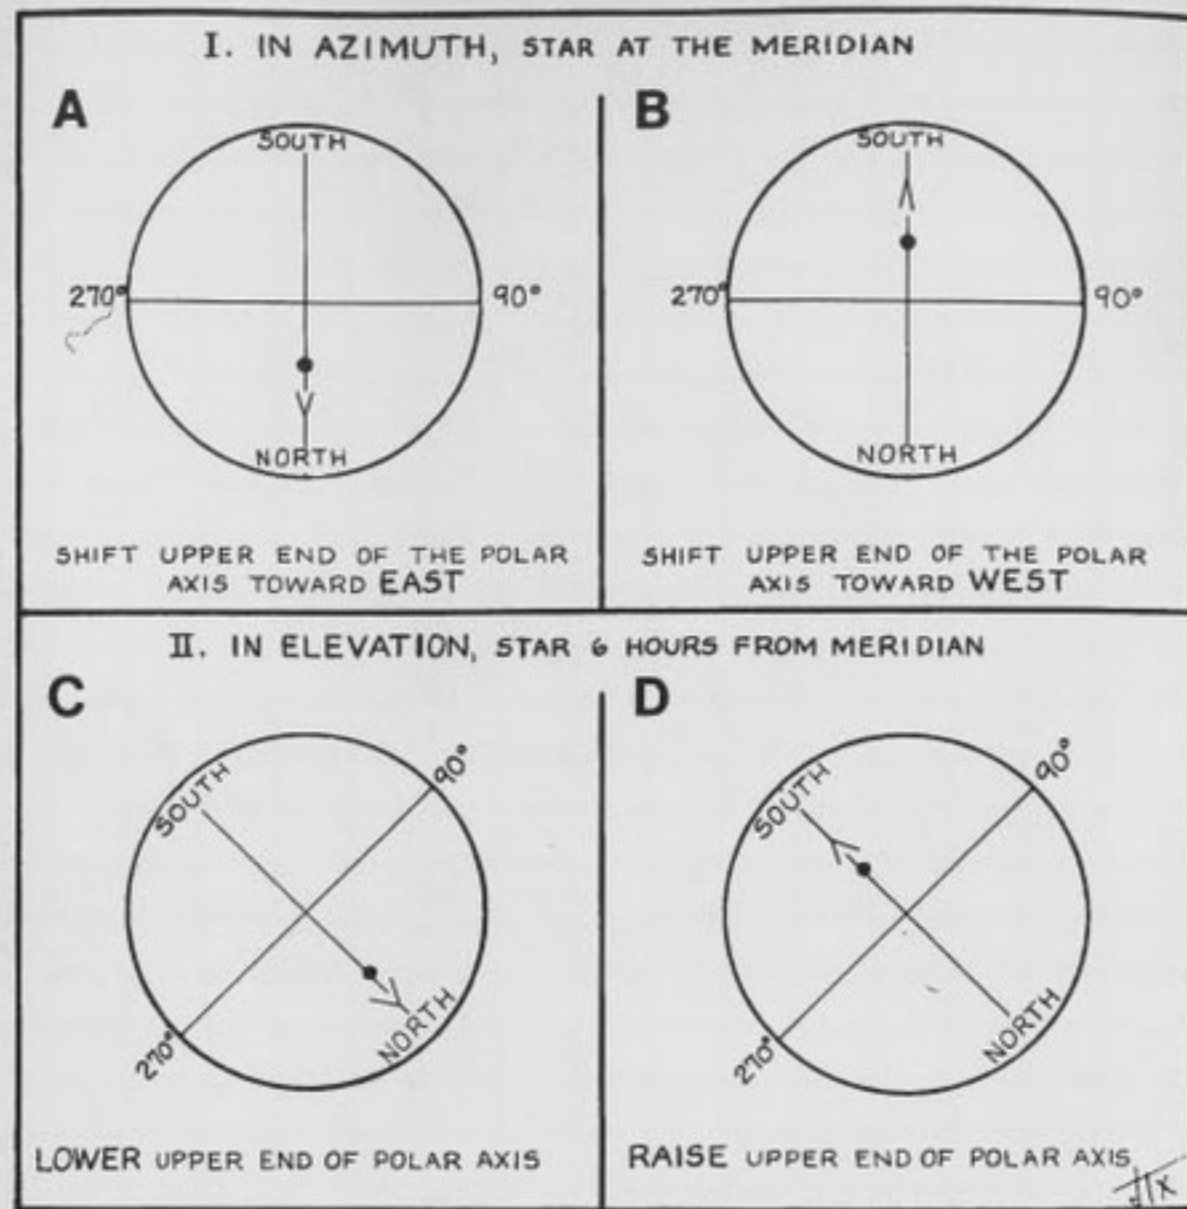 I. IN AZIMUTH, STAR AT THE MERIDIAN
A
SOUTH
270°
90°
NORTH
SHIFT UPPER END OF THE POLAR
AXIS TOWARD EAST
B
SOUTH
270°
90°
NORTH
SHIFT UPPER END OF THE POLAR
AXIS TOWARD WEST
II. IN ELEVATION, STAR 6 HOURS FROM MERIDIAN
C
SOUTH
90°
270°
NORTH
LOWER UPPER END OF POLAR AXIS
D
SOUTH
90°
270°
NORTH
RAISE UPPER END OF POLAR AXIS